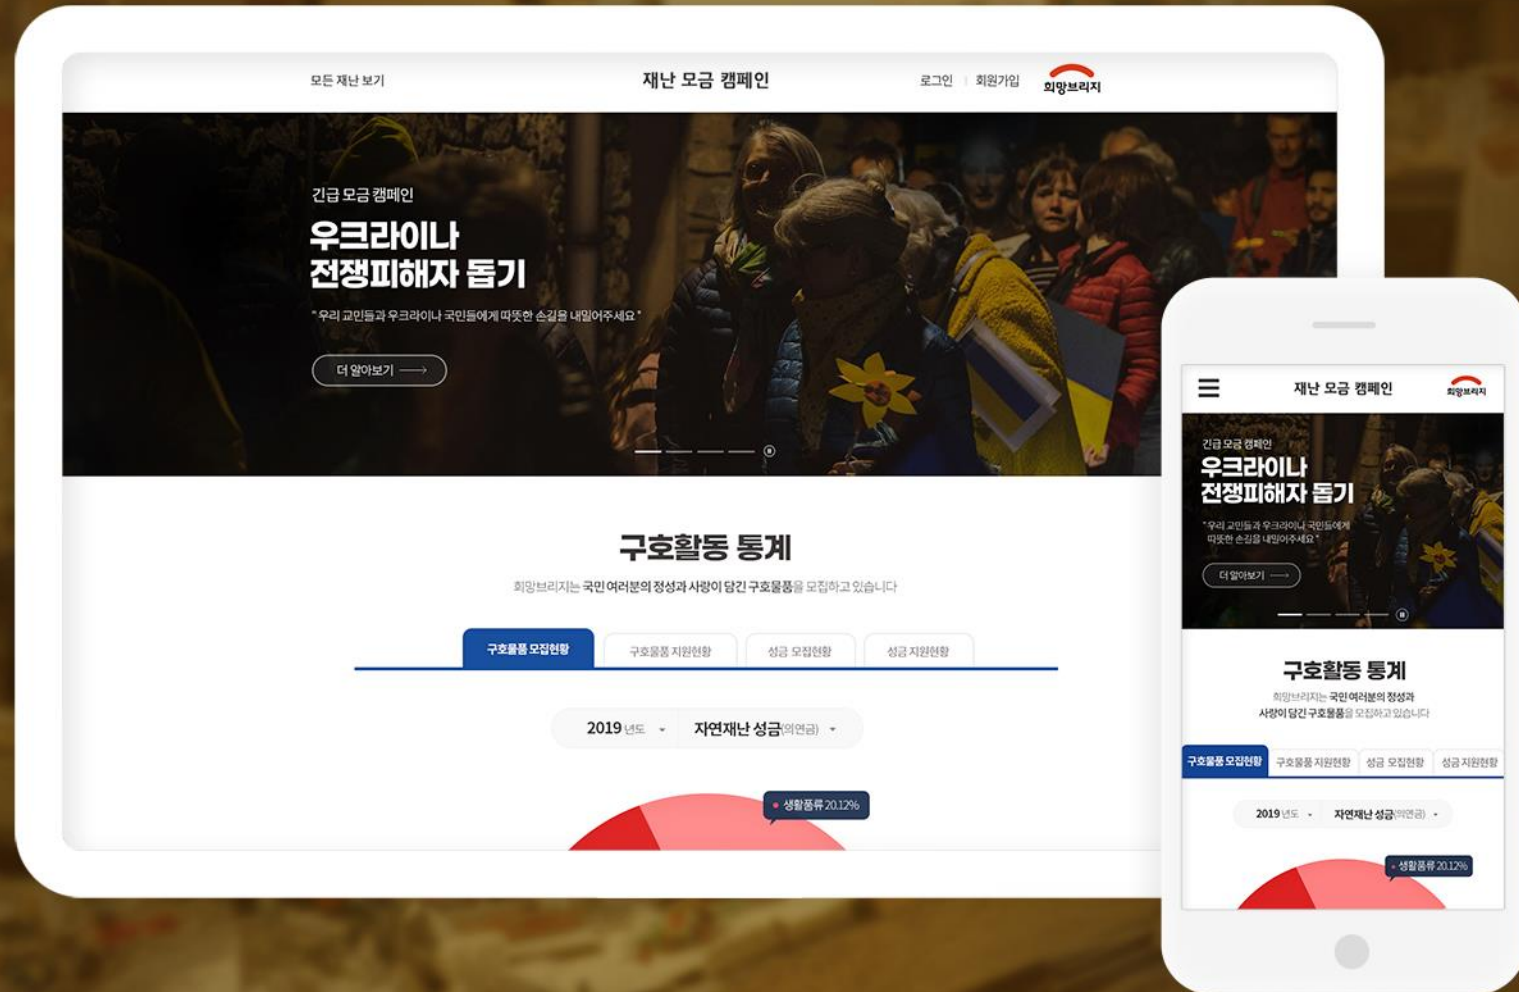 모든 재난 보기
재난 모금 캠페인
로그인 | 회원가입
희망브리지
긴급 모금 캠페인
우크라이나
전쟁피해자 돕기
" 우리 교민들과 우크라이나 국민들에게 따뜻한 손길을 내밀어주세요 "
더 알아보기 →
구호활동 통계
희망브리지는 국민 여러분의 정성과 사랑이 담긴 구호물품을 모집하고 있습니다
구호물품 모집현황
구호물품 지원현황
성금 모집현황
성금 지원현황
2019 년도
자연재난 성금(의연금)
생활품류 20.12%
재난 모금 캠페인
희망브리지
긴급 모금 캠페인
우크라이나
전쟁피해자 돕기
" 우리 교민들과 우크라이나 국민들에게
따뜻한 손길을 내밀어주세요 "
더 알아보기 →
구호활동 통계
희망브리지는 국민 여러분의 정성과
사랑이 담긴 구호물품을 모집하고 있습니다
구호물품 모집현황
구호물품 지원현황
성금 모집현황
성금 지원현황
2019 년도
자연재난 성금(의연금)
생활품류 20.12%